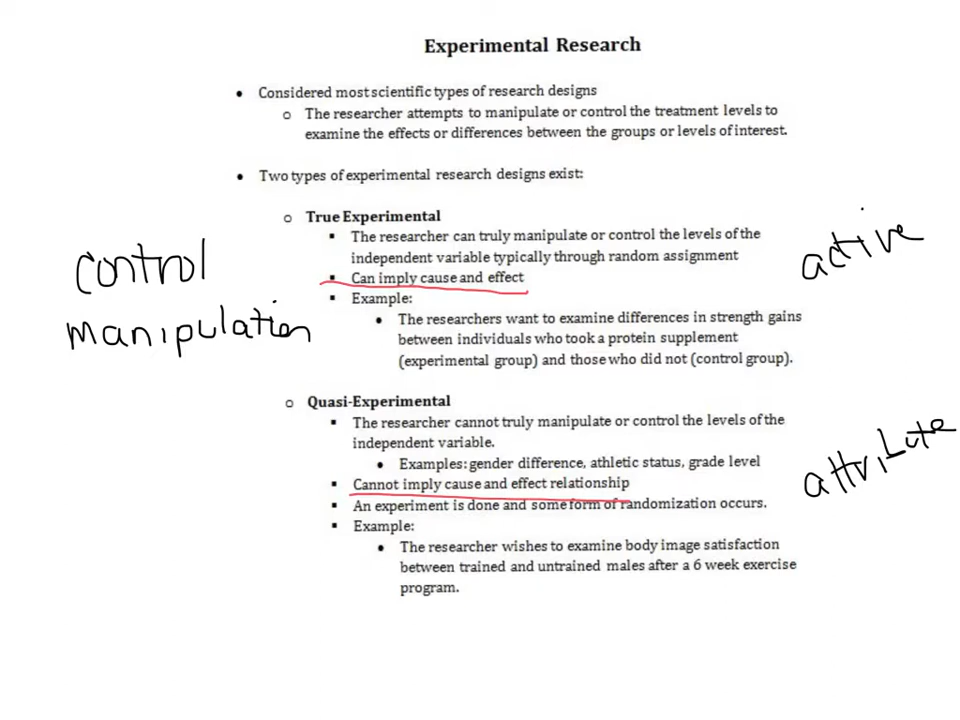 Experimental Research
• Considered most scientific types of research designs
o The researcher attempts to manipulate or control the treatment levels to
examine the effects or differences between the groups or levels of interest.
• Two types of experimental research designs exist:
o True Experimental
▪ The researcher can truly manipulate or control the levels of the
independent variable typically through random assignment
▪ Can imply cause and effect
▪ Example:
• The researchers want to examine differences in strength gains
between individuals who took a protein supplement
(experimental group) and those who did not (control group).
control
manipulation
active
o Quasi-Experimental
▪ The researcher cannot truly manipulate or control the levels of the
independent variable.
• Examples: gender difference, athletic status, grade level
▪ Cannot imply cause and effect relationship
▪ An experiment is done and some form of randomization occurs.
▪ Example:
• The researcher wishes to examine body image satisfaction
between trained and untrained males after a 6 week exercise
program.
attribute